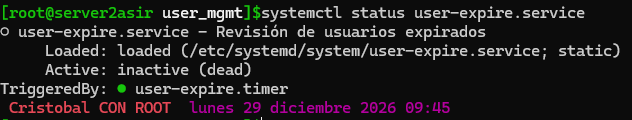 [root@server2asir user_mgmt]$systemctl status user-expire.service
○ user-expire.service - Revisión de usuarios expirados
Loaded: loaded (/etc/systemd/system/user-expire.service; static)
Active: inactive (dead)
TriggeredBy: ● user-expire.timer
Cristobal CON ROOT lunes 29 diciembre 2026 09:45